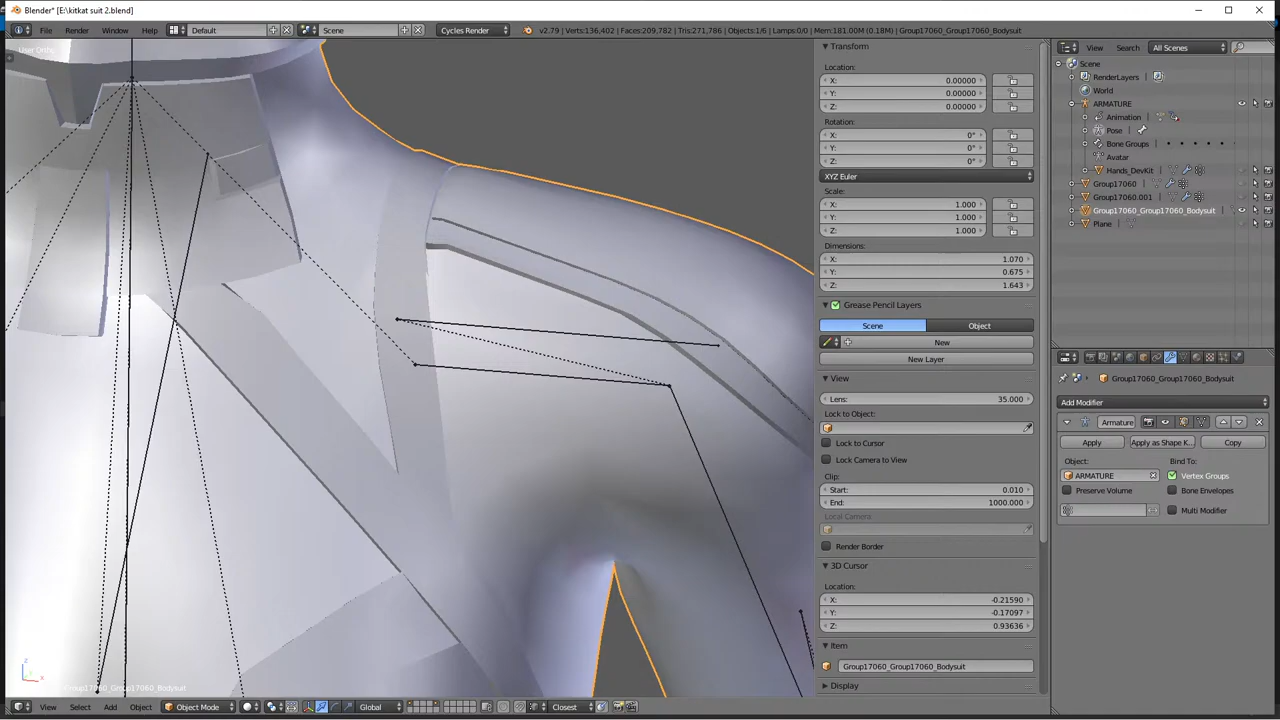 Blender* [E:\kitkat suit 2.blend]
File Render Window Help Default Scene Cycles Render v2.79 | Verts:136,402 | Faces:209,782 | Tris:271,786 | Objects:1/6 | Lamps:0/0 | Mem:181.00M (0.18M) | Group17060_Group17060_Bodysuit
User Ortho
Transform
Location:
X: 0.00000
Y: 0.00000
Z: 0.00000
Rotation:
X: 0°
Y: 0°
Z: 0°
XYZ Euler
Scale:
X: 1.000
Y: 1.000
Z: 1.000
Dimensions:
X: 1.070
Y: 0.675
Z: 1.643
Grease Pencil Layers
Scene Object
New
New Layer
View
Lens: 35.000
Lock to Object:
Lock to Cursor
Lock Camera to View
Clip:
Start: 0.010
End: 1000.000
Local Camera:
Render Border
3D Cursor
Location:
X: -0.21590
Y: -0.17097
Z: 0.93636
Item
Group17060_Group17060_Bodysuit
Display
View Search All Scenes
Scene
RenderLayers
World
ARMATURE
Animation
Pose
Bone Groups
Avatar
Hands_DevKit
Group17060
Group17060.001
Group17060_Group17060_Bodysuit
Plane
Group17060_Group17060_Bodysuit
Add Modifier
Armature
Apply Apply as Shape K... Copy
Object: Bind To:
ARMATURE Vertex Groups
Preserve Volume Bone Envelopes
Multi Modifier
z
x
Group17060_Group17060_Bodysuit
View Select Add Object Object Mode Global Closest